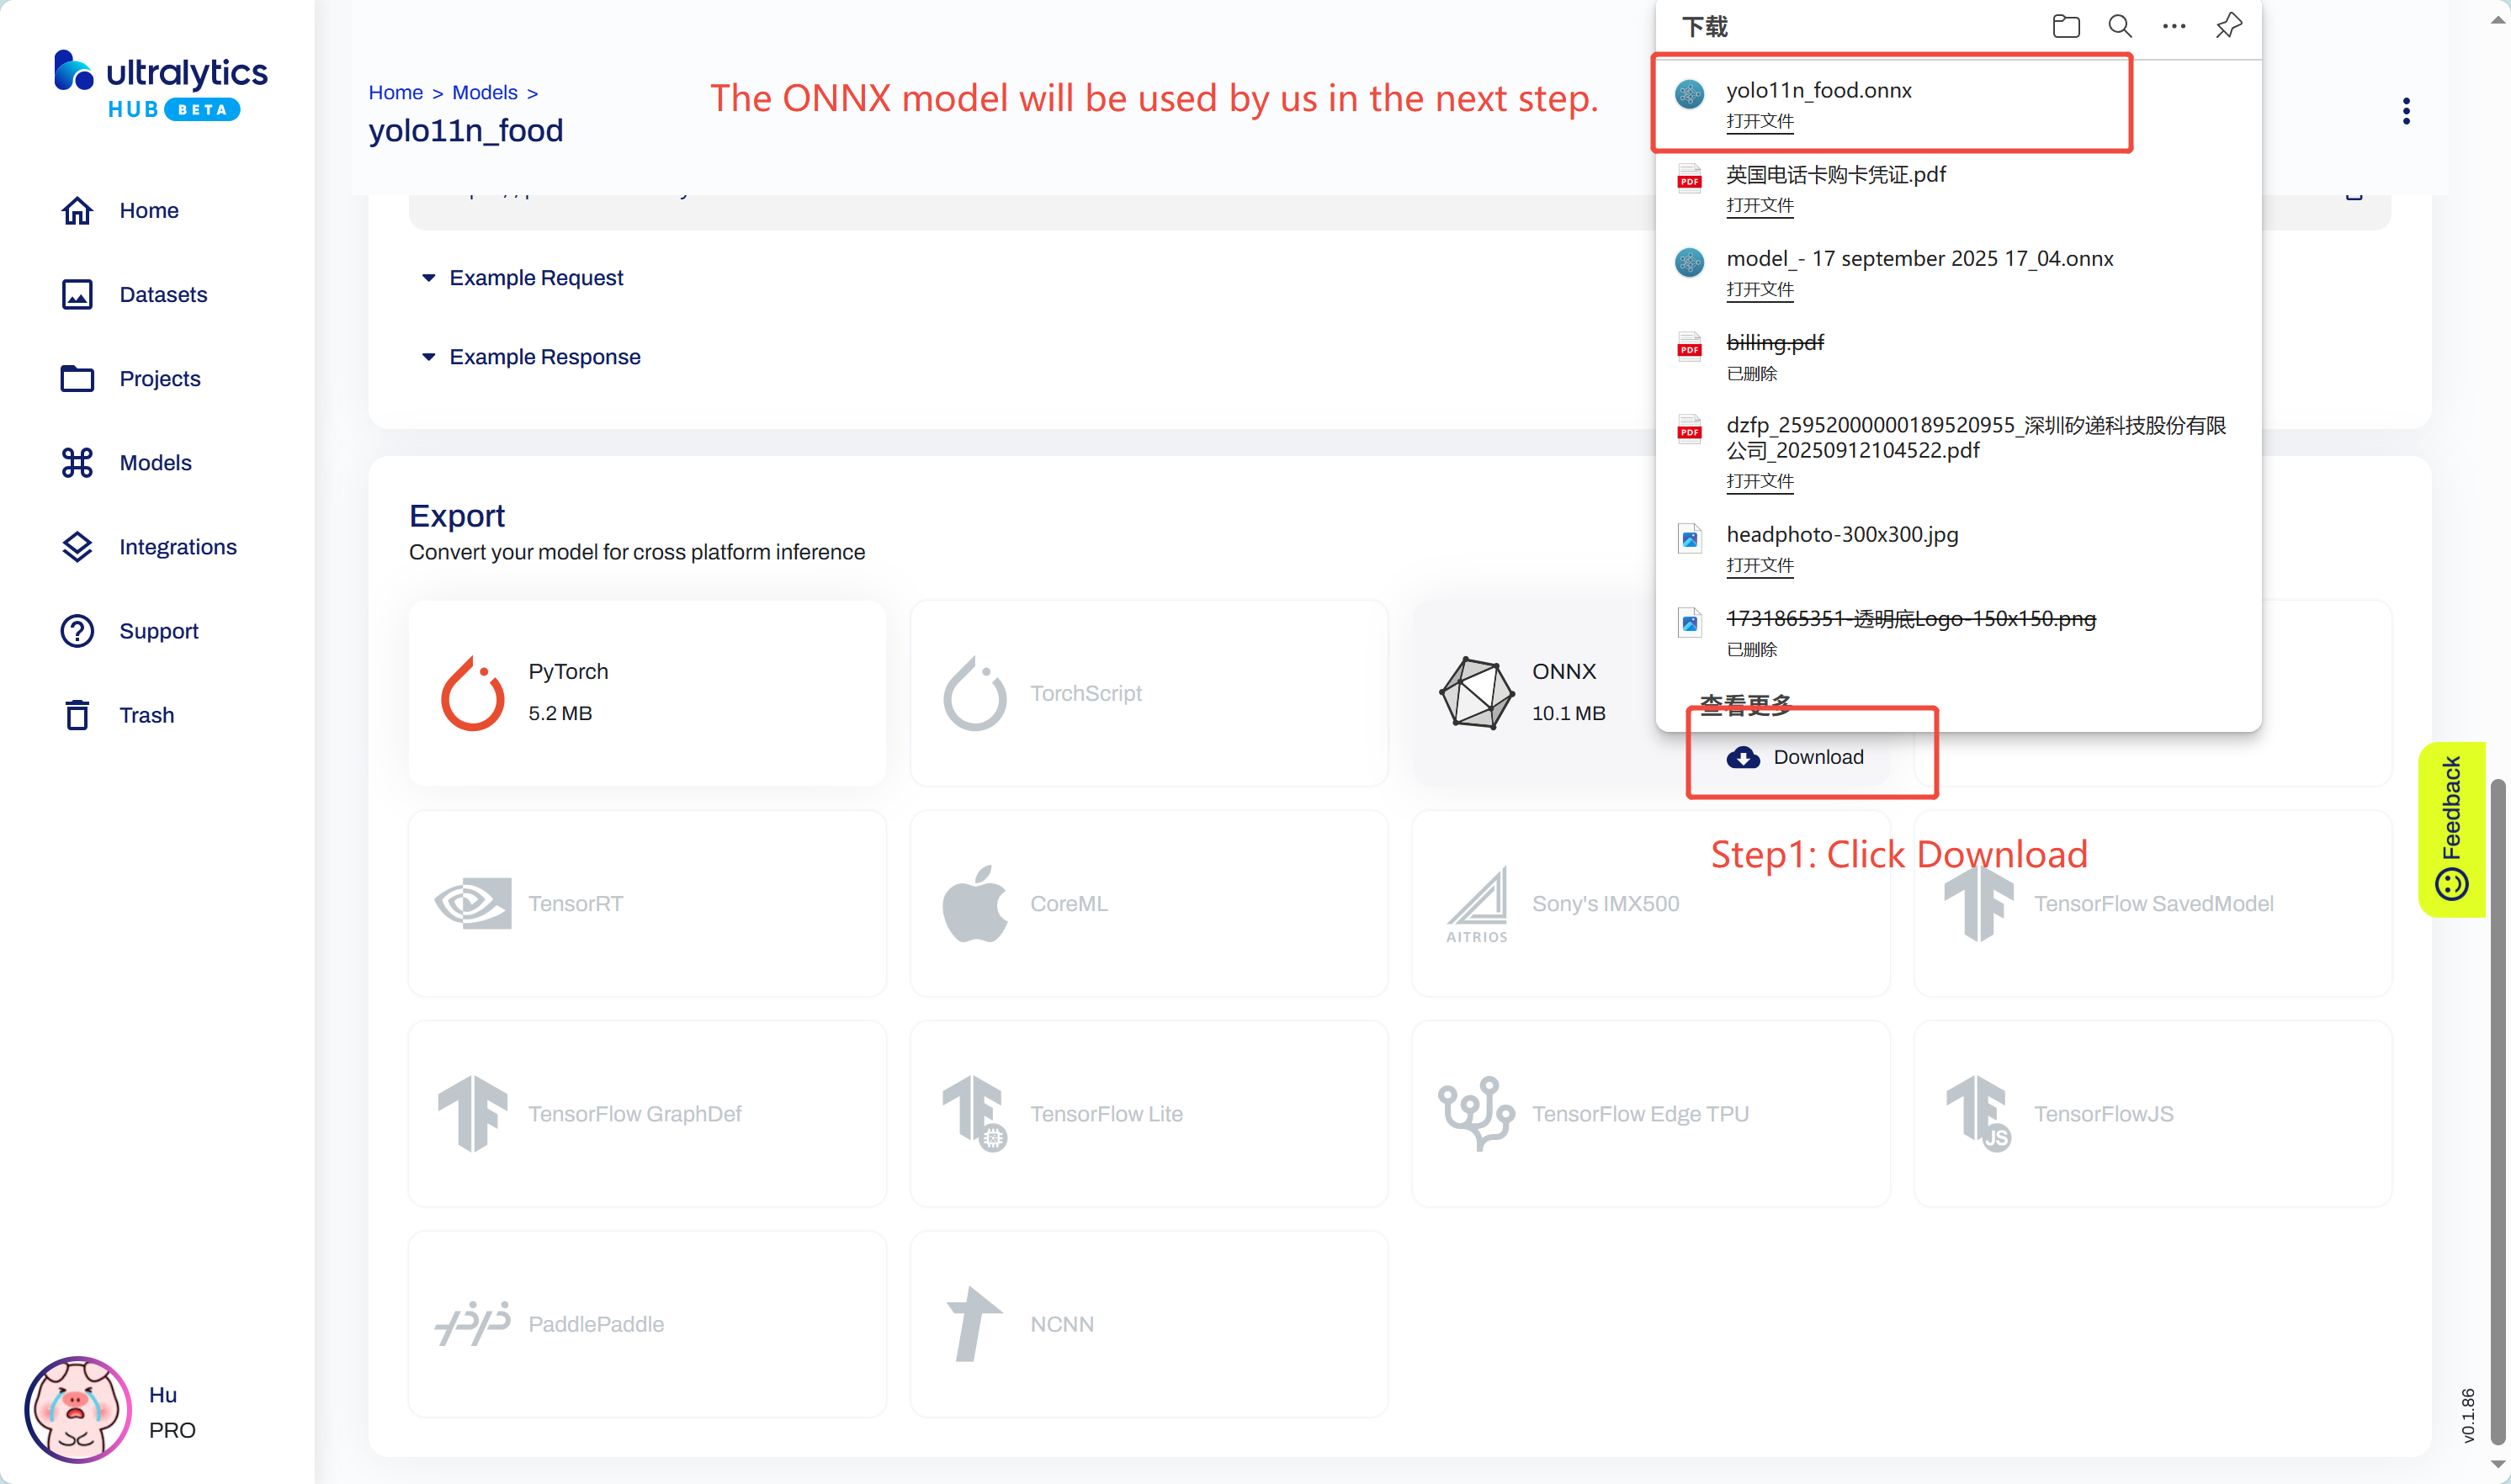 ultralytics
HUB BETA
Home
Datasets
Projects
Models
Integrations
Support
Trash
Hu
PRO
Home > Models >
yolo11n_food
The ONNX model will be used by us in the next step.
Example Request
Example Response
Export
Convert your model for cross platform inference
PyTorch
5.2 MB
TorchScript
ONNX
10.1 MB
Download
Step1: Click Download
TensorRT
CoreML
AITRIOS
Sony's IMX500
TensorFlow SavedModel
TensorFlow GraphDef
TensorFlow Lite
TensorFlow Edge TPU
JS
TensorFlowJS
PaddlePaddle
NCNN
下载
yolo11n_food.onnx
打开文件
PDF
英国电话卡购卡凭证.pdf
打开文件
model_- 17 september 2025 17_04.onnx
打开文件
PDF
billing.pdf
已删除
PDF
dzfp_25952000000189520955_深圳矽递科技股份有限
公司_20250912104522.pdf
打开文件
headphoto-300x300.jpg
打开文件
1731865351-透明底Logo-150x150.png
已删除
查看更多
Feedback
v0.1.86